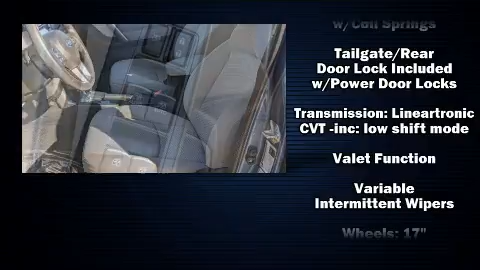 w/Coil Springs
Tailgate/Rear
Door Lock Included
w/Power Door Locks
Transmission: Lineartronic
CVT -inc: low shift mode
Valet Function
Variable
Intermittent Wipers
Wheels: 17"